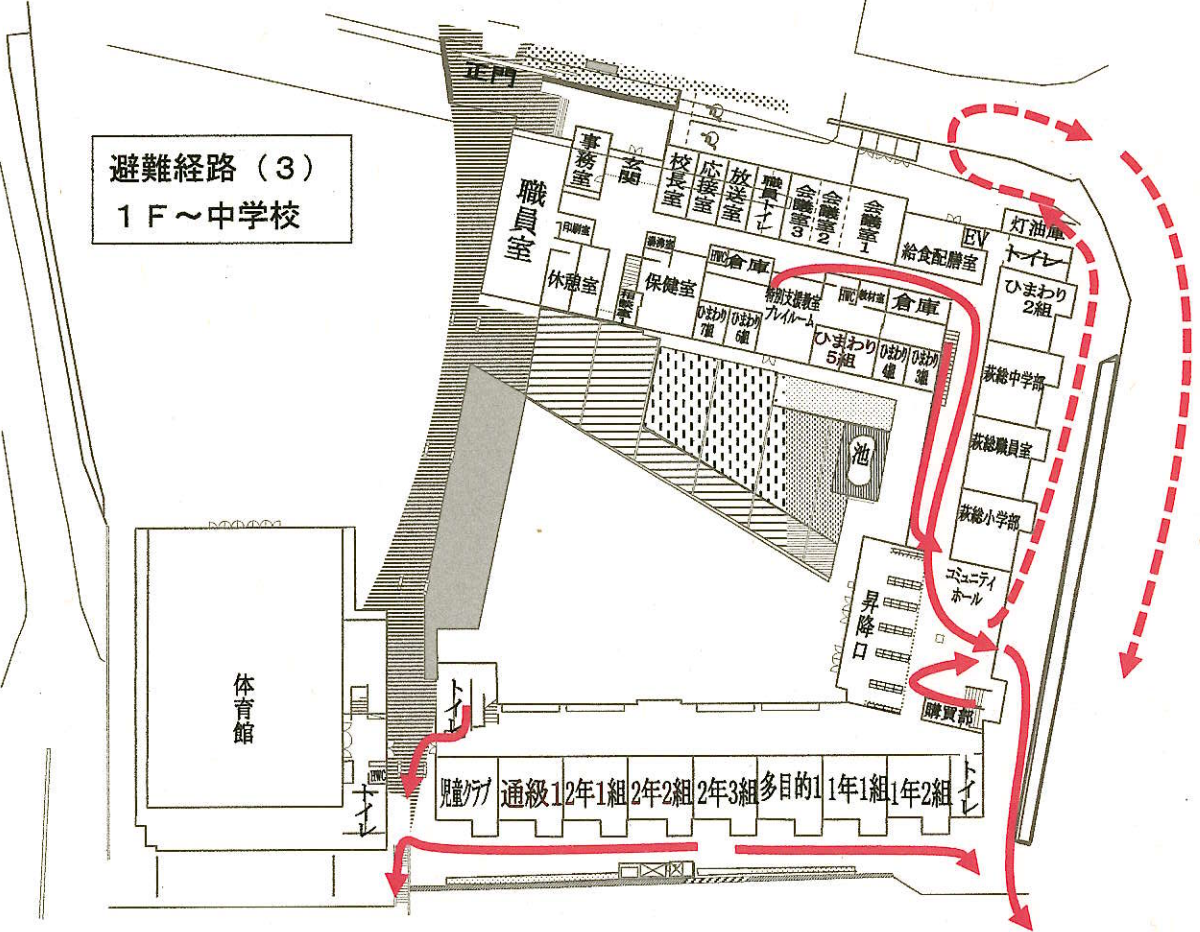 正門
避難経路（３）
１Ｆ～中学校
職員室
事務室
玄関
校長室
応接室
放送室
職員トイレ
会議室3
会議室2
会議室1
給食配膳室
EV
灯油庫
トイレ
印刷室
休憩室
保健室
HWC
倉庫
ひまわり
7組
ひまわり
6組
特別支援教室
プレイルーム
HWC
教材室
倉庫
ひまわり
5組
ひまわり
4組
ひまわり
3組
ひまわり
2組
萩総中学部
萩総職員室
萩総小学部
コミュニティ
ホール
池
昇降口
購買部
体育館
HWC
トイレ
トイレ
児童クラブ
通級1
2年1組
2年2組
2年3組
多目的1
1年1組
1年2組
トイレ